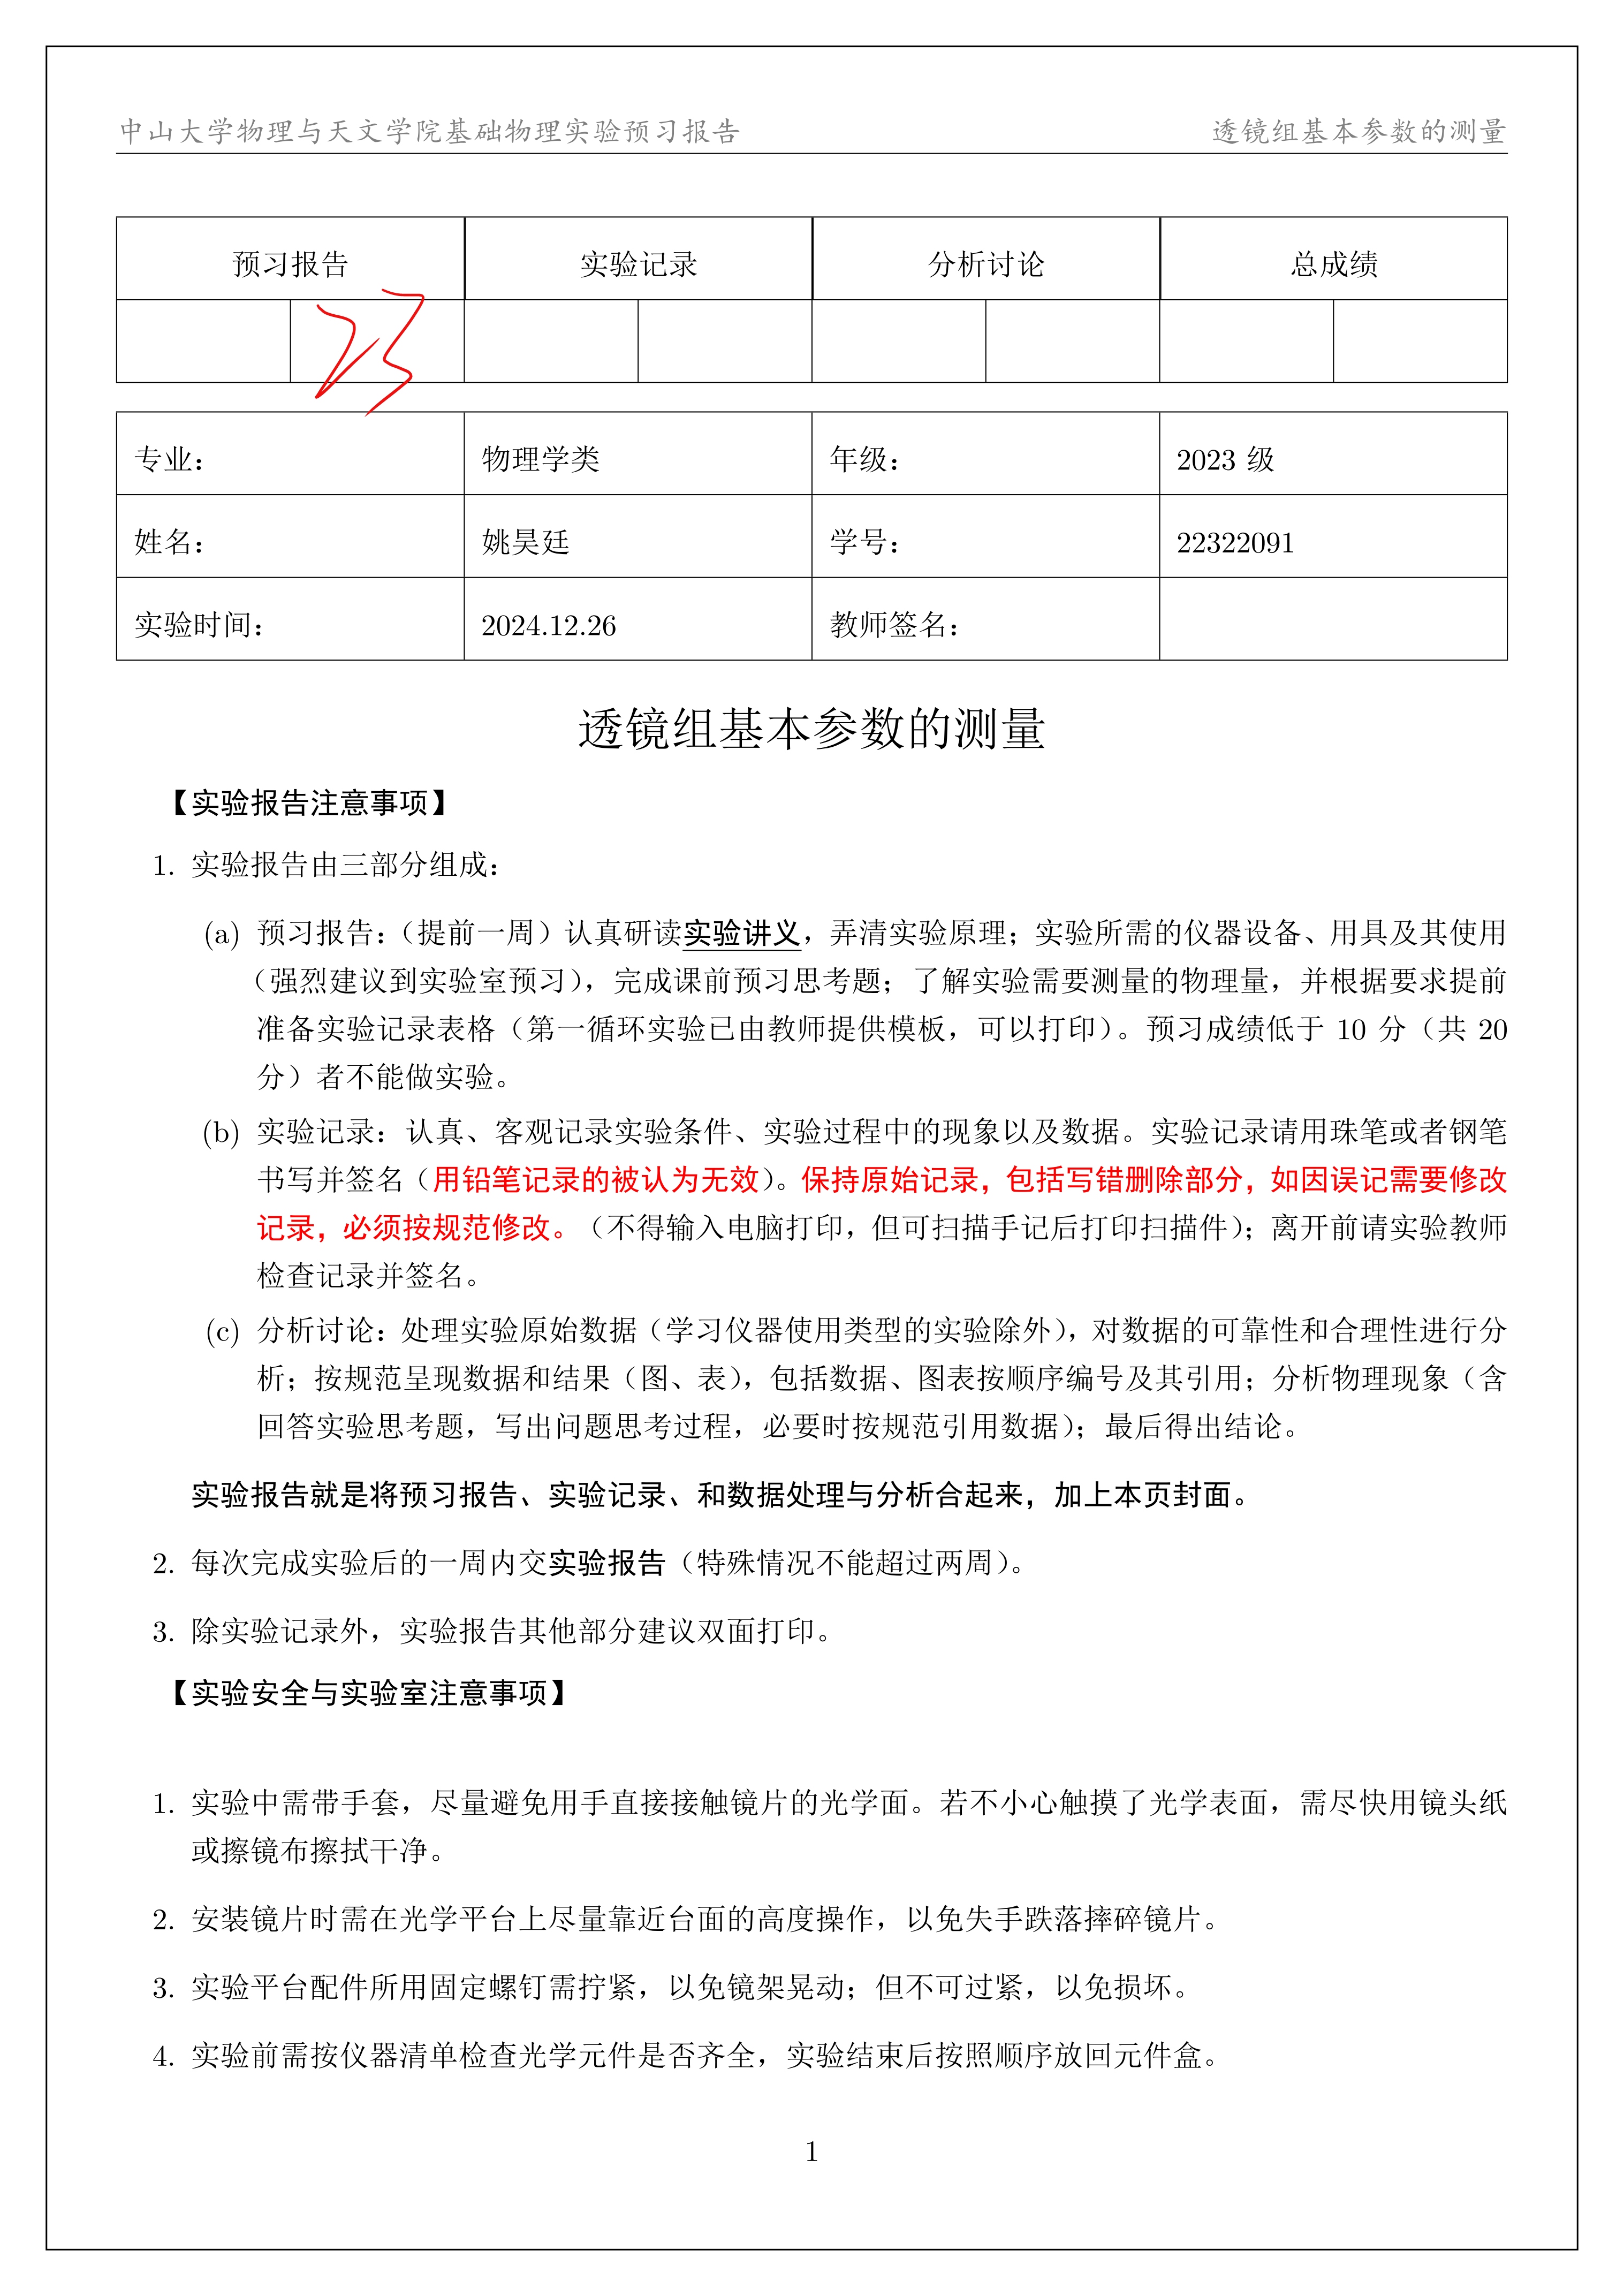 中山大学物理与天文学院基础物理实验预习报告 透镜组基本参数的测量
预习报告 实验记录 分析讨论 总成绩
23
专业： 物理学类 年级： 2023 级
姓名： 姚昊廷 学号： 22322091
实验时间： 2024.12.26 教师签名：
透镜组基本参数的测量
【实验报告注意事项】
1. 实验报告由三部分组成：
(a) 预习报告：（提前一周）认真研读实验讲义，弄清实验原理；实验所需的仪器设备、用具及其使用
（强烈建议到实验室预习），完成课前预习思考题；了解实验需要测量的物理量，并根据要求提前
准备实验记录表格（第一循环实验已由教师提供模板，可以打印）。预习成绩低于 10 分（共 20
分）者不能做实验。
(b) 实验记录：认真、客观记录实验条件、实验过程中的现象以及数据。实验记录请用珠笔或者钢笔
书写并签名（用铅笔记录的被认为无效）。保持原始记录，包括写错删除部分，如因误记需要修改
记录，必须按规范修改。（不得输入电脑打印，但可扫描手记后打印扫描件）；离开前请实验教师
检查记录并签名。
(c) 分析讨论：处理实验原始数据（学习仪器使用类型的实验除外），对数据的可靠性和合理性进行分
析；按规范呈现数据和结果（图、表），包括数据、图表按顺序编号及其引用；分析物理现象（含
回答实验思考题，写出问题思考过程，必要时按规范引用数据）；最后得出结论。
实验报告就是将预习报告、实验记录、和数据处理与分析合起来，加上本页封面。
2. 每次完成实验后的一周内交实验报告（特殊情况不能超过两周）。
3. 除实验记录外，实验报告其他部分建议双面打印。
【实验安全与实验室注意事项】
1. 实验中需带手套，尽量避免用手直接接触镜片的光学面。若不小心触摸了光学表面，需尽快用镜头纸
或擦镜布擦拭干净。
2. 安装镜片时需在光学平台上尽量靠近台面的高度操作，以免失手跌落摔碎镜片。
3. 实验平台配件所用固定螺钉需拧紧，以免镜架晃动；但不可过紧，以免损坏。
4. 实验前需按仪器清单检查光学元件是否齐全，实验结束后按照顺序放回元件盒。
1